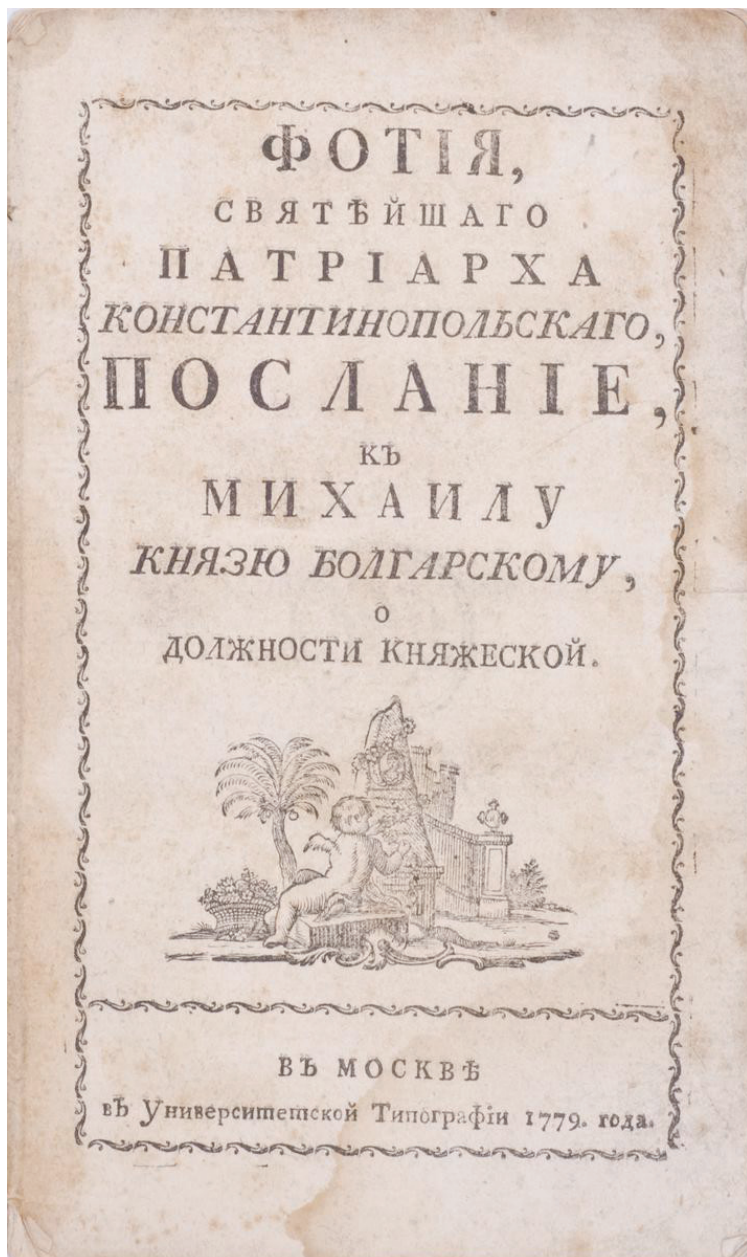 ФОТІЯ,
СВЯТѢЙШАГО
ПАТРІАРХА
КОНСТАНТИНОПОЛЬСКАГО,
ПОСЛАНІЕ,
КЪ
МИХАИЛУ
КНЯЗЮ БОЛГАРСКОМУ,
О
ДОЛЖНОСТИ КНЯЖЕСКОЙ.
ВЪ МОСКВѢ
въ Университетской Типографіи 1779. года.